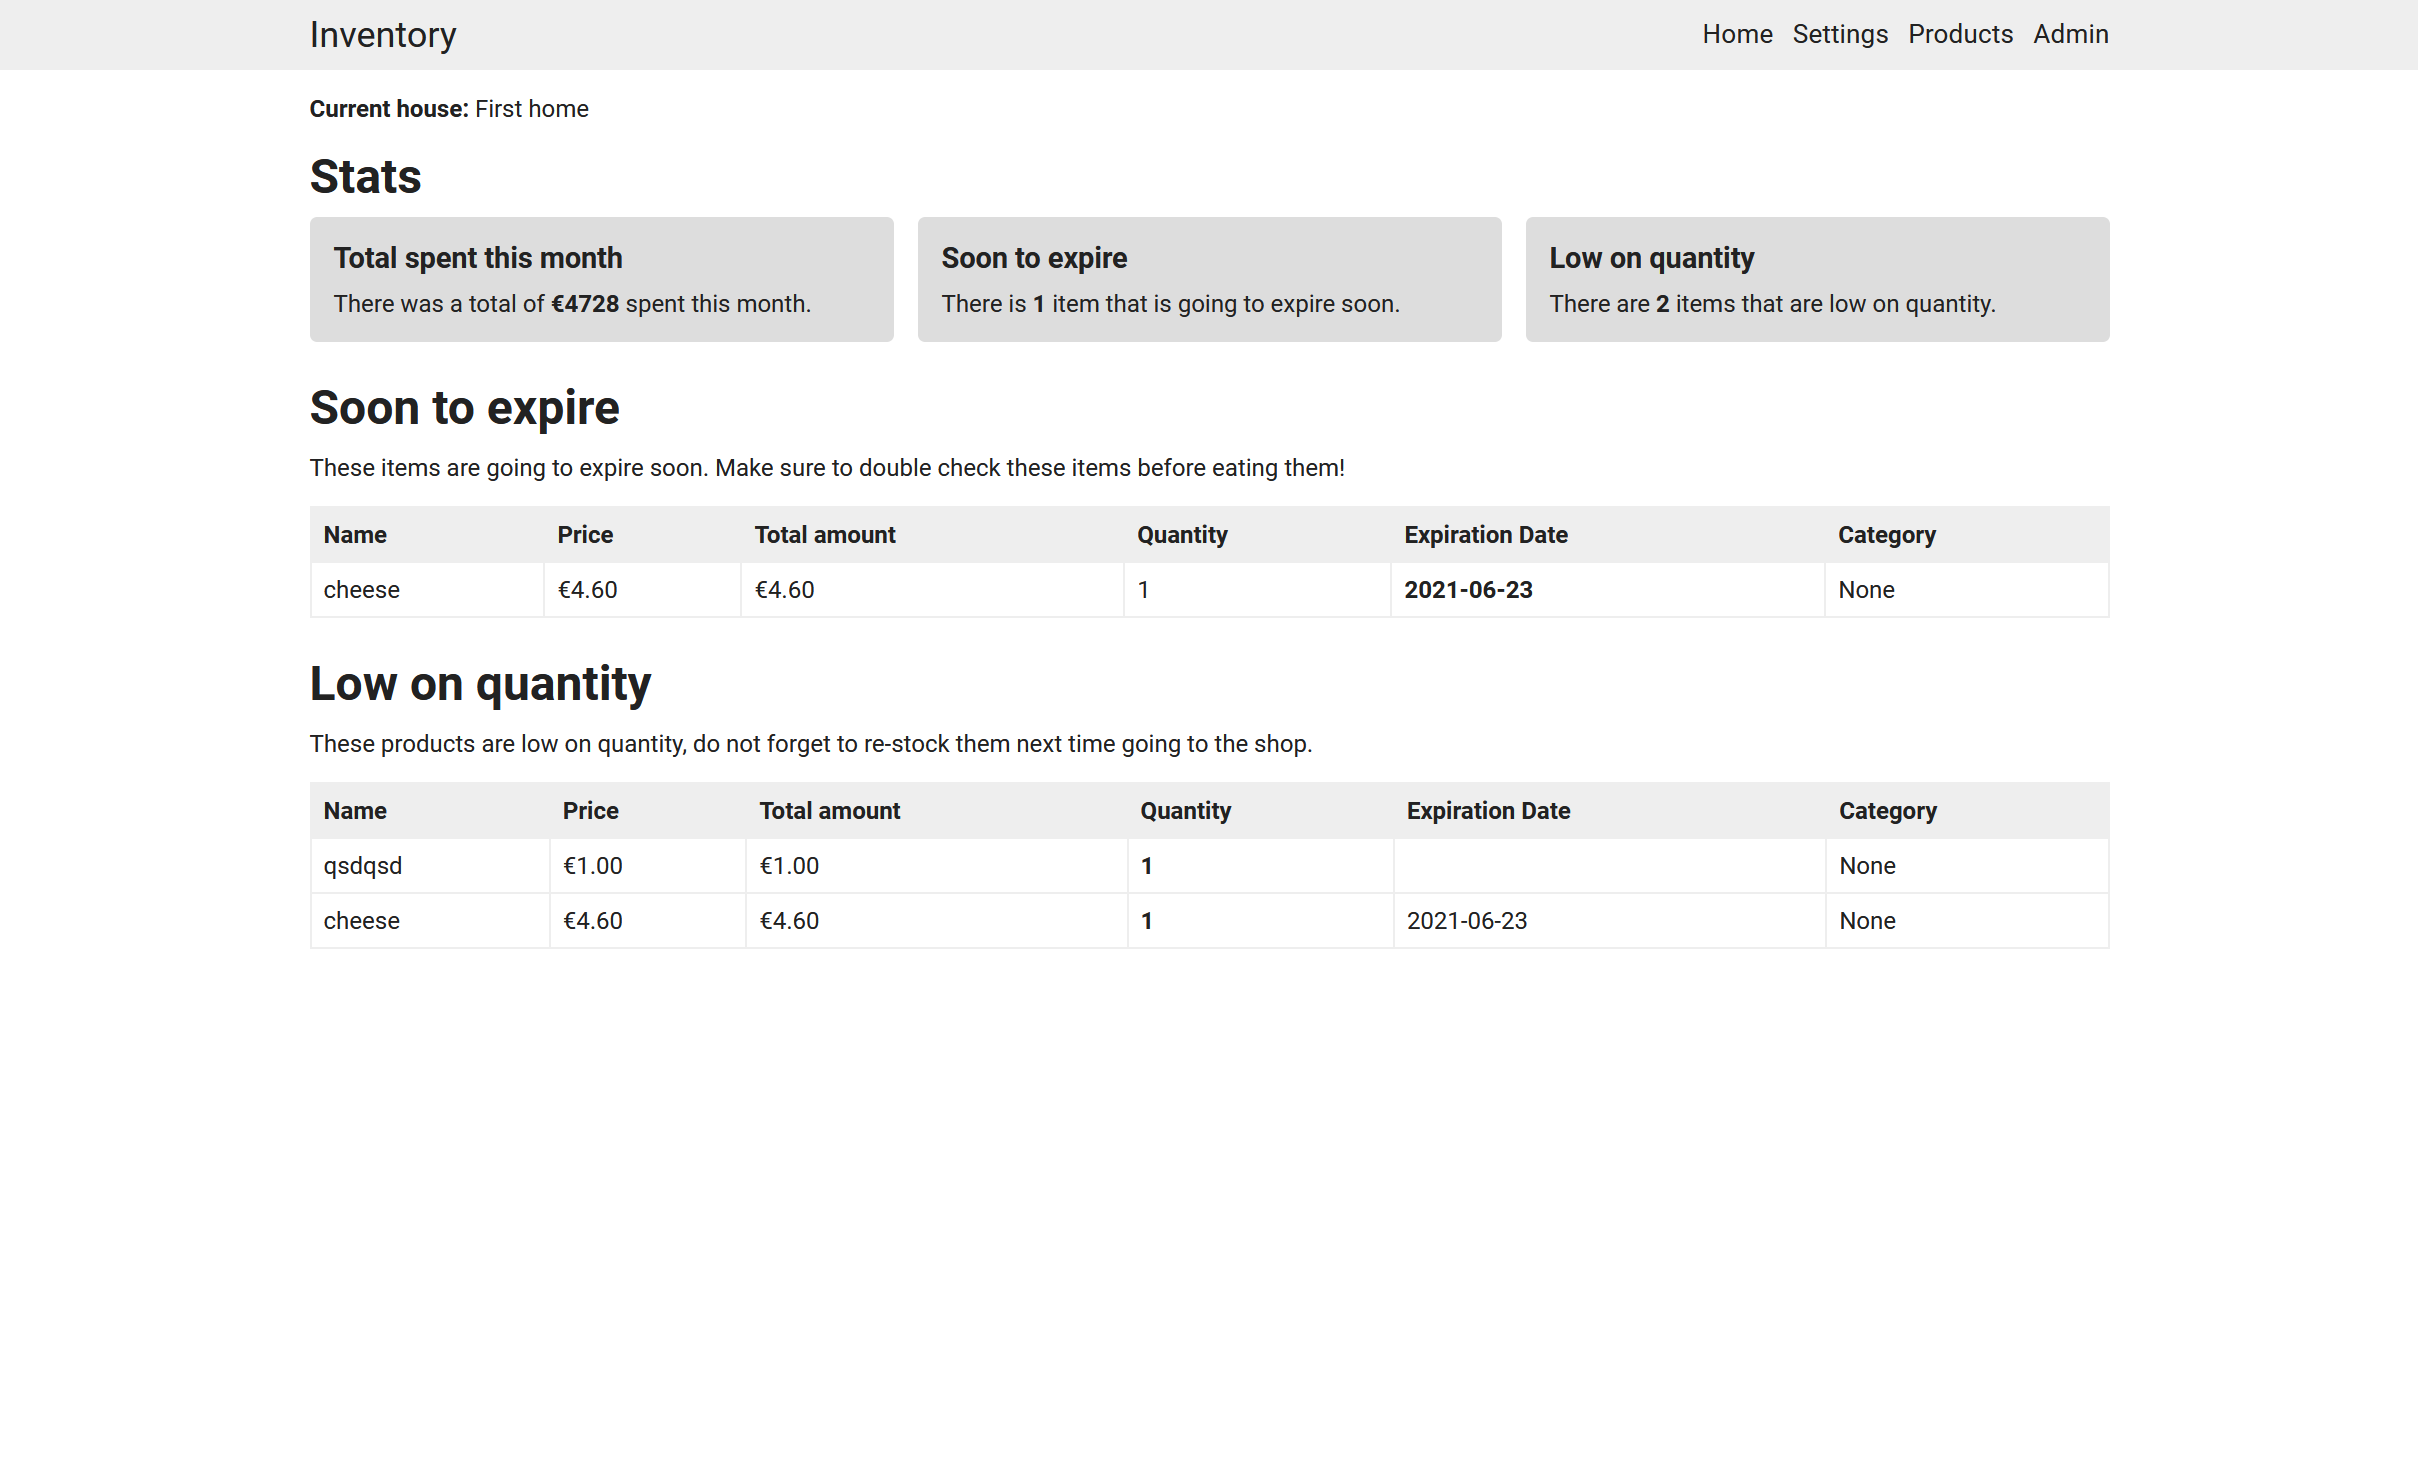 Inventory Home Settings Products Admin
Current house: First home
Stats
Total spent this month
There was a total of €4728 spent this month.
Soon to expire
There is 1 item that is going to expire soon.
Low on quantity
There are 2 items that are low on quantity.
Soon to expire
These items are going to expire soon. Make sure to double check these items before eating them!
Name Price Total amount Quantity Expiration Date Category
cheese €4.60 €4.60 1 2021-06-23 None
Low on quantity
These products are low on quantity, do not forget to re-stock them next time going to the shop.
Name Price Total amount Quantity Expiration Date Category
qsdqsd €1.00 €1.00 1 None
cheese €4.60 €4.60 1 2021-06-23 None